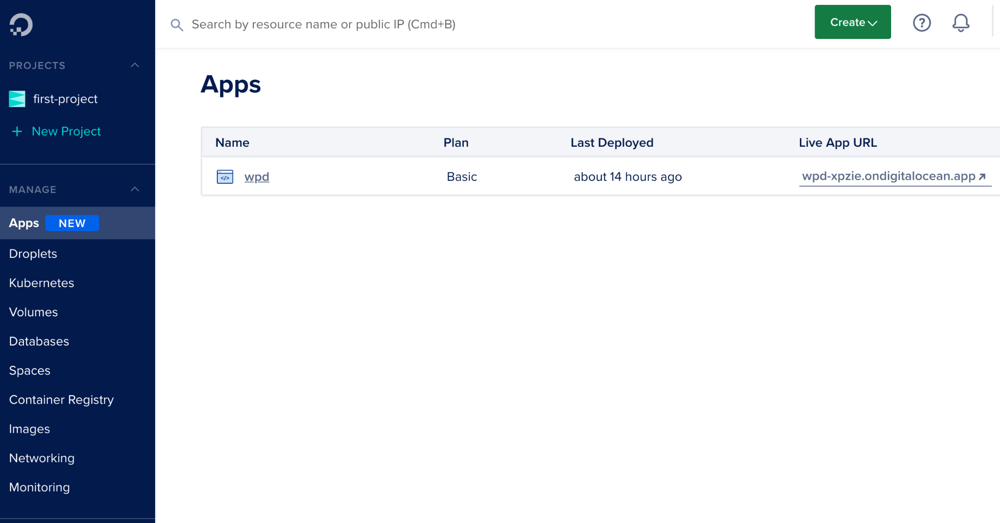 Search by resource name or public IP (Cmd+B)
Create
PROJECTS
first-project
New Project
MANAGE
Apps NEW
Droplets
Kubernetes
Volumes
Databases
Spaces
Container Registry
Images
Networking
Monitoring
Apps
Name Plan Last Deployed Live App URL
wpd Basic about 14 hours ago wpd-xpzie.ondigitalocean.app